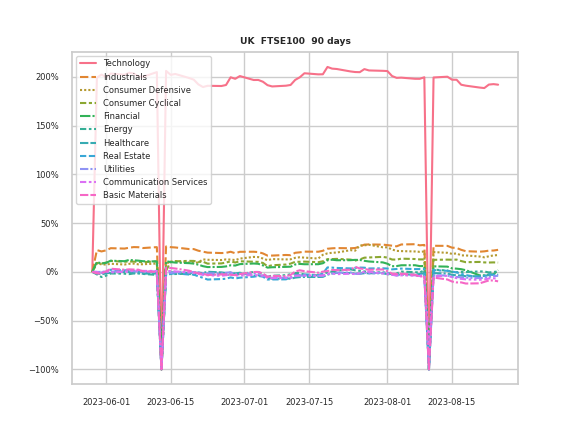 UK FTSE100 90 days
200%
150%
100%
50%
0%
−50%
−100%
Technology
Industrials
Consumer Defensive
Consumer Cyclical
Financial
Energy
Healthcare
Real Estate
Utilities
Communication Services
Basic Materials
2023-06-01
2023-06-15
2023-07-01
2023-07-15
2023-08-01
2023-08-15